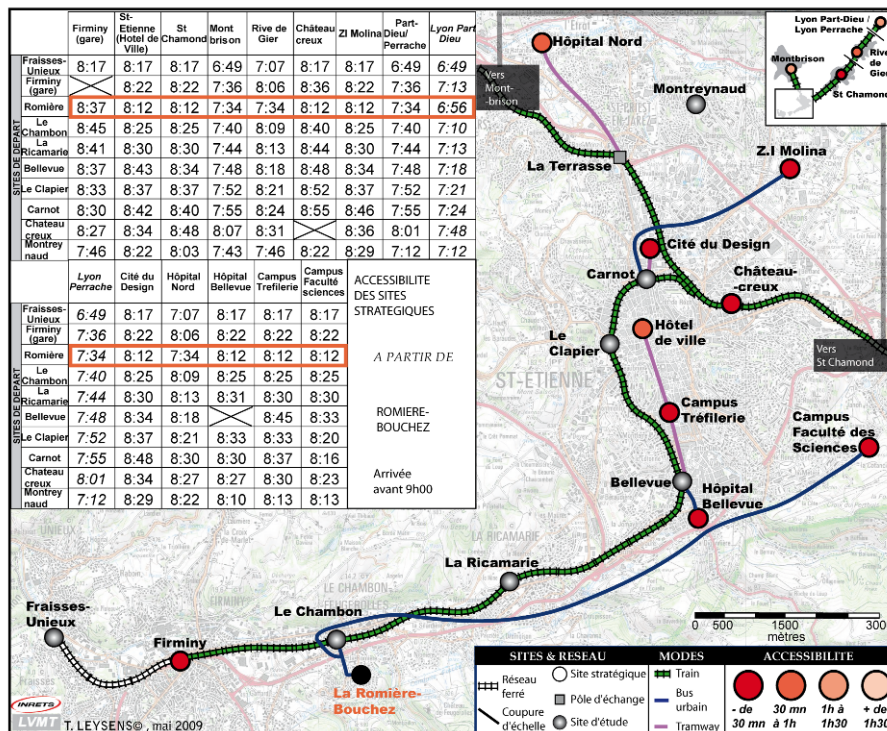 Firminy (gare) St-Etienne (Hotel de Ville) St Chamond Mont brison Rive de Gier Château creux ZI Molina Part-Dieu/ Perrache Lyon Part Dieu
SITES DE DEPART
Fraisses-Unieux 8:17 8:17 8:17 6:49 7:07 8:17 8:17 6:49 6:49
Firminy (gare) 8:22 8:22 7:36 8:06 8:36 8:22 7:36 7:13
Romière 8:37 8:12 8:12 7:34 7:34 8:12 8:12 7:34 6:56
Le Chambon 8:45 8:25 8:25 7:40 8:09 8:40 8:25 7:40 7:10
La Ricamarie 8:41 8:30 8:30 7:44 8:13 8:44 8:30 7:44 7:13
Bellevue 8:37 8:43 8:34 7:48 8:18 8:48 8:34 7:48 7:18
Le Clapier 8:33 8:37 8:37 7:52 8:21 8:52 8:37 7:52 7:21
Carnot 8:30 8:42 8:40 7:55 8:24 8:55 8:46 7:55 7:24
Chateau creux 8:27 8:34 8:48 8:07 8:31 8:36 8:01 7:48
Montrey naud 7:46 8:22 8:03 7:43 7:46 8:22 8:29 7:12 7:12
Lyon Perrache Cité du Design Hôpital Nord Hôpital Bellevue Campus Trefilerie Campus Faculté sciences
SITES DE DEPART
Fraisses-Unieux 6:49 8:17 7:07 8:17 8:17 8:17
Firminy (gare) 7:36 8:22 8:06 8:22 8:22 8:22
Romière 7:34 8:12 7:34 8:12 8:12 8:12
Le Chambon 7:40 8:25 8:09 8:25 8:25 8:25
La Ricamarie 7:44 8:30 8:13 8:31 8:30 8:30
Bellevue 7:48 8:34 8:18 8:45 8:33
Le Clapier 7:52 8:37 8:21 8:33 8:33 8:20
Carnot 7:55 8:48 8:30 8:30 8:37 8:16
Chateau creux 8:01 8:34 8:27 8:27 8:30 8:23
Montrey naud 7:12 8:29 8:22 8:10 8:13 8:13
ACCESSIBILITE
DES SITES
STRATEGIQUES
A PARTIR DE
ROMIERE-
BOUCHEZ
Arrivée
avant 9h00
Hôpital Nord
Vers
Mont-
-brison
Montreynaud
La Terrasse
Z.I Molina
Cité du Design
Carnot
Château-
-creux
Le
Clapier
Hôtel
de ville
Vers
St Chamond
ST-ETIENNE
Campus
Tréfilerie
Campus
Faculté des
Sciences
Bellevue
Hôpital
Bellevue
LA RICAMARIE
La Ricamarie
Le Chambon
Fraisses-
Unieux
UNIEUX
FIRMINY
Firminy
La Romière-
Bouchez
Lyon Part-Dieu/
Lyon Perrache
Montbrison
Rive
de
Gier
St Chamond
0 500 1000 300
mètres
SITES & RESEAU
Réseau
ferré
Coupure
d'échelle
Site stratégique
Pôle d'échange
Site d'étude
MODES
Train
Bus
urbain
Tramway
ACCESSIBILITE
- de
30 mn
30 mn
à 1h
1h à
1h30
+ de
1h30
INRETS
LVMT
T. LEYSENS© , mai 2009